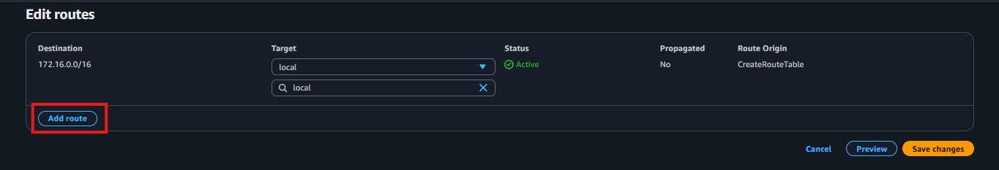 Edit routes
Destination Target Status Propagated Route Origin
172.16.0.0/16 local Active No CreateRouteTable
local
Add route
Cancel Preview Save changes